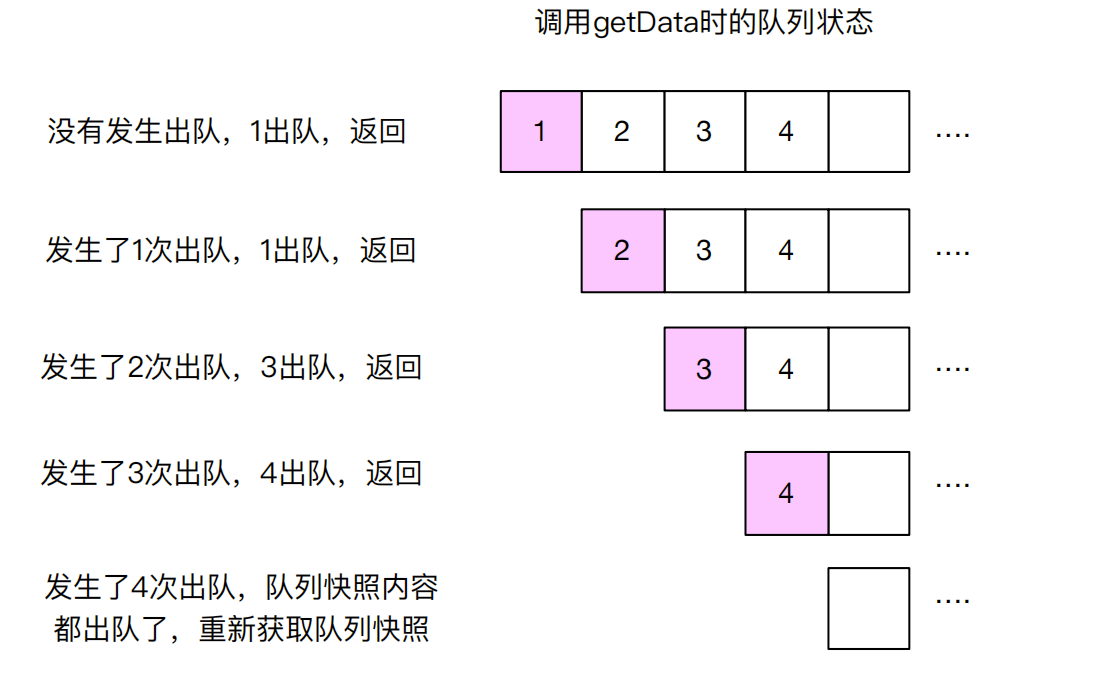 调用getData时的队列状态
没有发生出队，1出队，返回
1 2 3 4 ....
发生了1次出队，1出队，返回
2 3 4 ....
发生了2次出队，3出队，返回
3 4 ....
发生了3次出队，4出队，返回
4 ....
发生了4次出队，队列快照内容
都出队了，重新获取队列快照
....